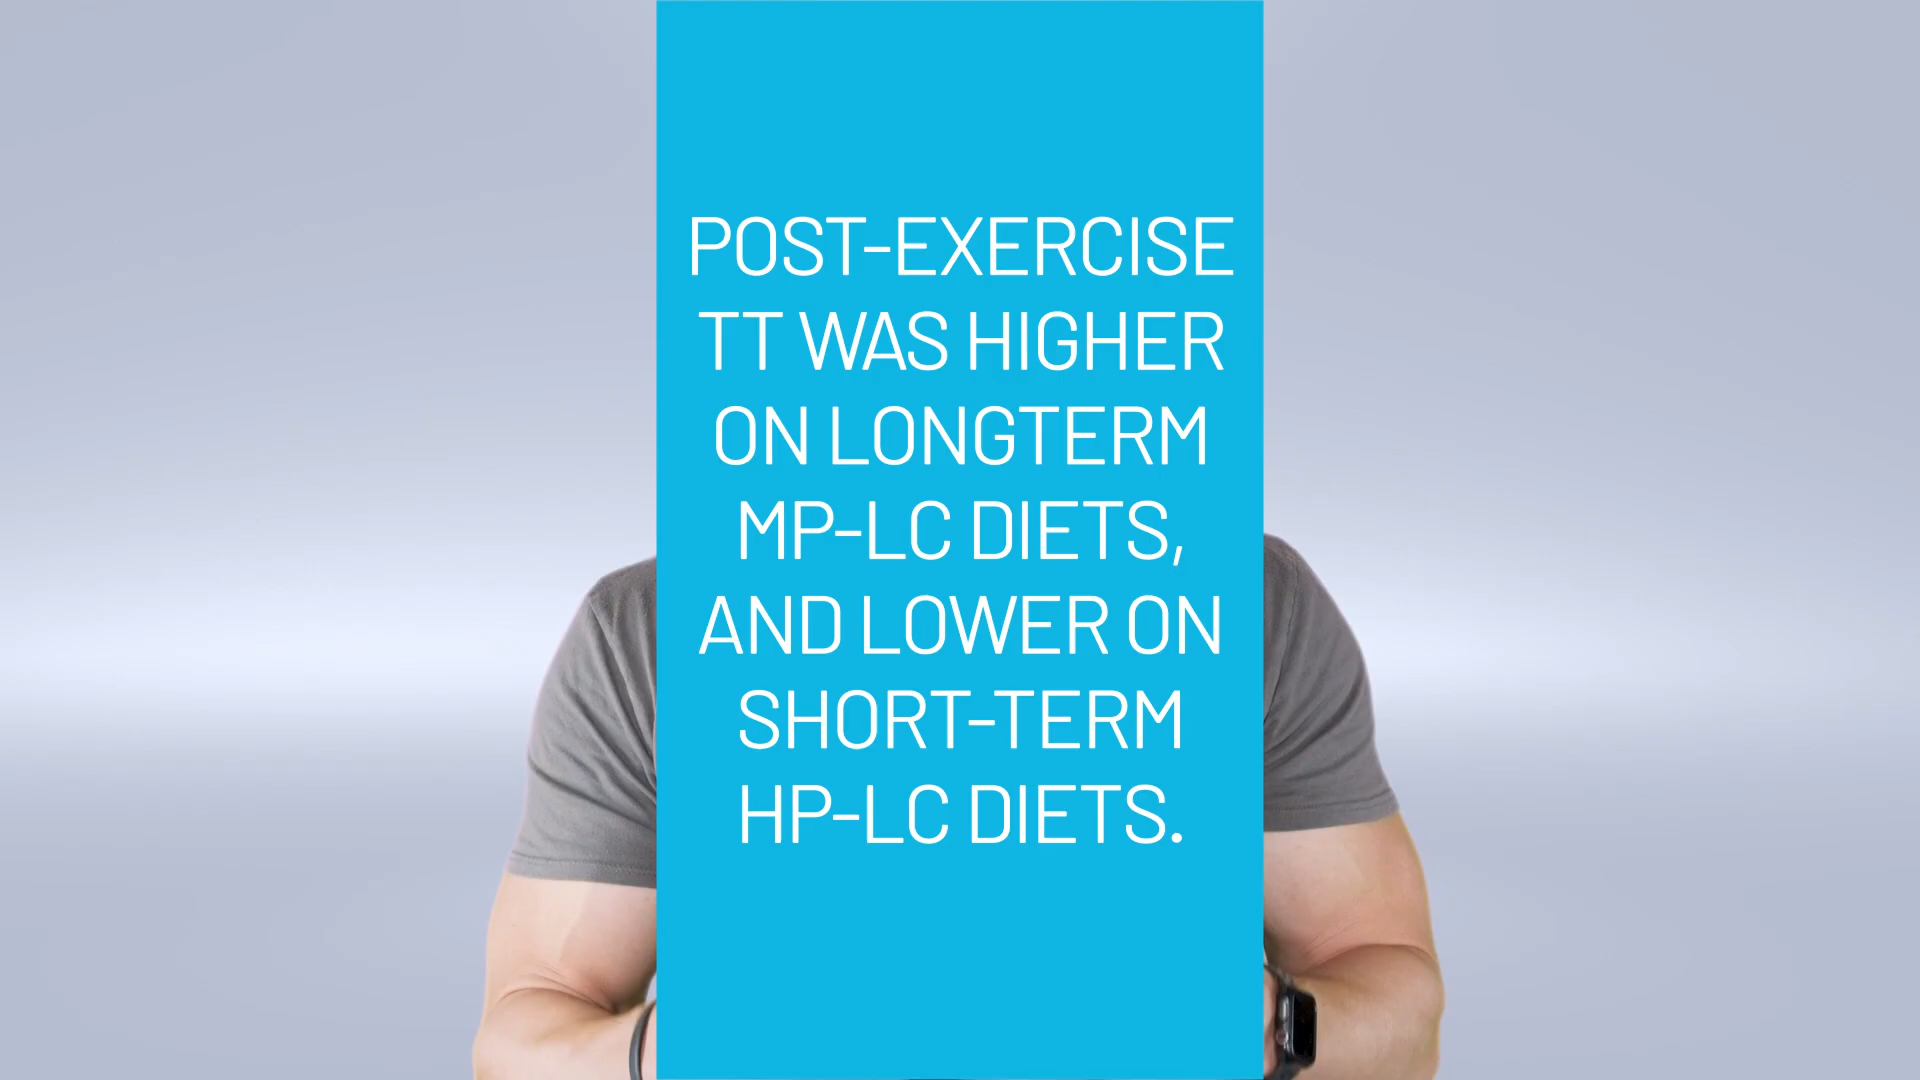 POST-EXERCISE
TT WAS HIGHER
ON LONGTERM
MP-LC DIETS,
AND LOWER ON
SHORT-TERM
HP-LC DIETS.